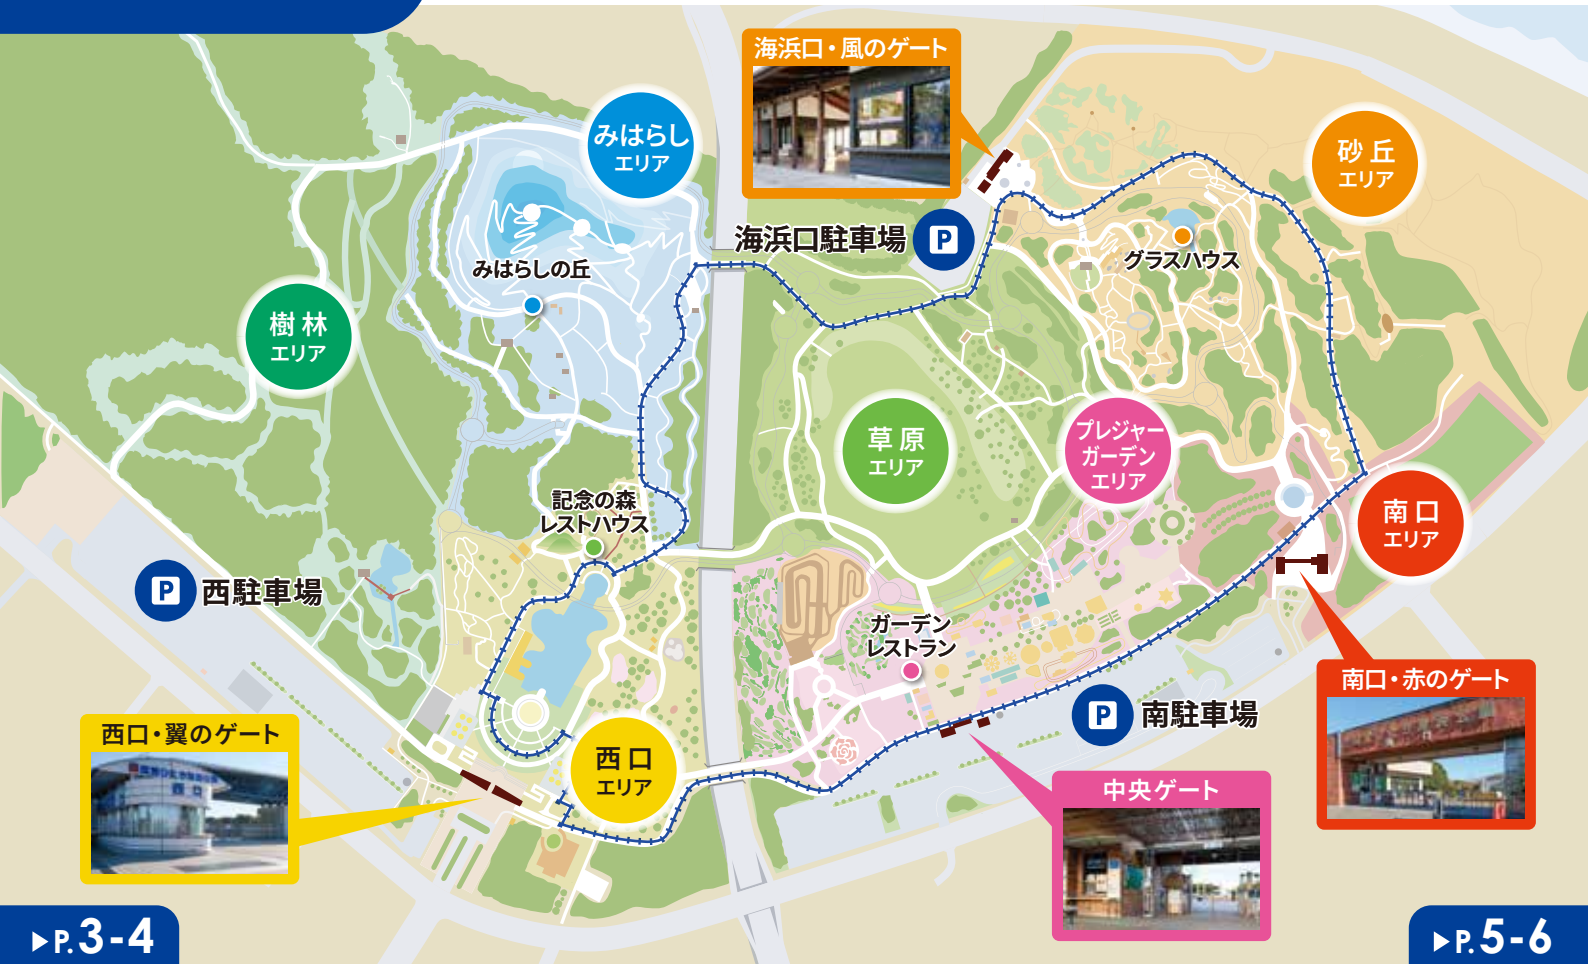 海浜口・風のゲート
みはらし
エリア
砂丘
エリア
海浜口駐車場
P
グラスハウス
みはらしの丘
樹林
エリア
草原
エリア
プレジャー
ガーデン
エリア
記念の森
レストハウス
南口
エリア
P
西駐車場
ガーデン
レストラン
南口・赤のゲート
P
南駐車場
西口・翼のゲート
西口
西口
エリア
中央ゲート
P.3-4
P.5-6